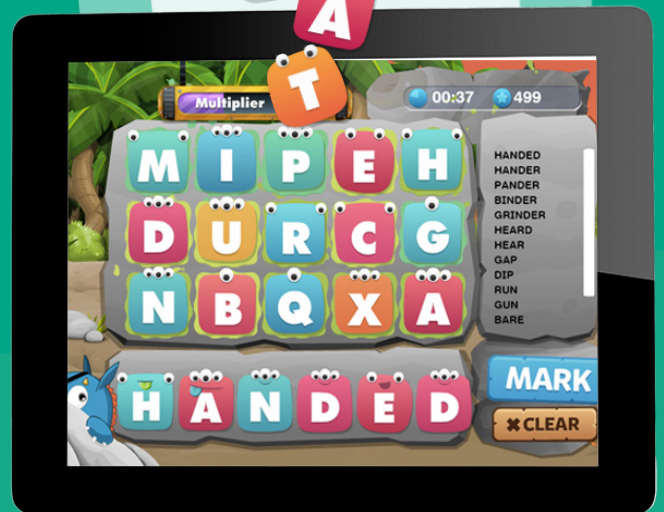 A
T
Multiplier
00:37 499
M I P E H
D U R C G
N B Q X A
HANDED
HANDER
PANDER
BINDER
GRINDER
HEARD
HEAR
GAP
DIP
RUN
GUN
BARE
H A N D E D
MARK
✖CLEAR